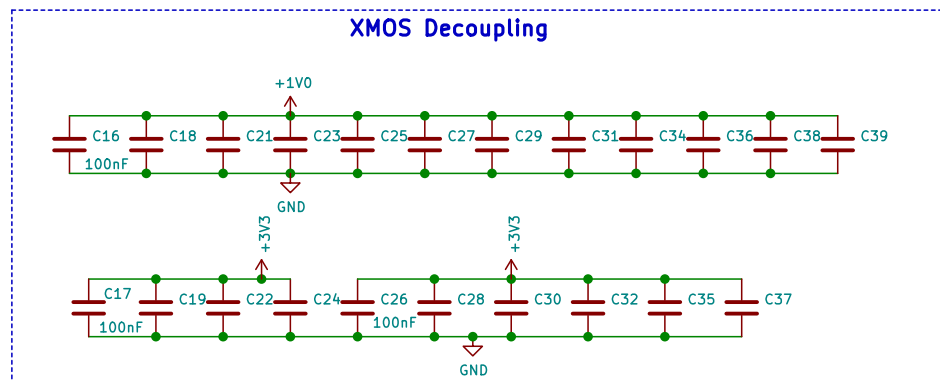 XMOS Decoupling
+1V0
C16 C18 C21 C23 C25 C27 C29 C31 C34 C36 C38 C39
100nF
GND
+3V3 +3V3
C17 C19 C22 C24 C26 C28 C30 C32 C35 C37
100nF 100nF
GND